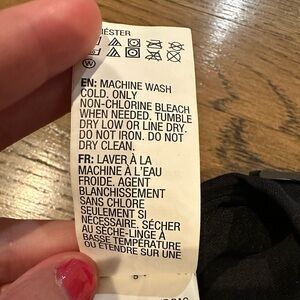 ÉSTER
W
EN: MACHINE WASH
COLD. ONLY
NON-CHLORINE BLEACH
WHEN NEEDED. TUMBLE
DRY LOW OR LINE DRY.
DO NOT IRON. DO NOT
DRY CLEAN.
FR: LAVER À LA
MACHINE À L'EAU
FROIDE. AGENT
BLANCHISSEMENT
SANS CHLORE
SEULEMENT SI
NÉCESSAIRE. SÉCHER
AU SÈCHE-LINGE À
BASSE TEMPÉRATURE
OU ÉTENDRE SUR UNE